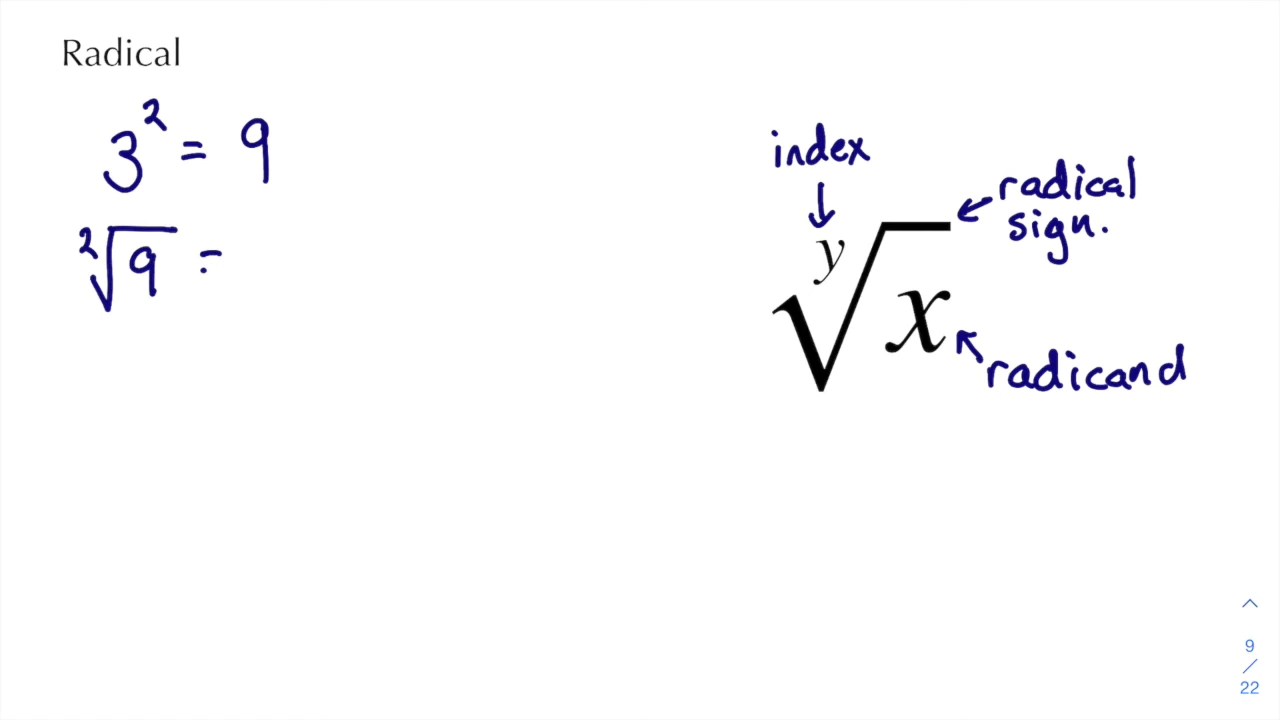 Radical
3² = 9
²√9 =
index
radical
sign.
y√x
radicand
9
/
22